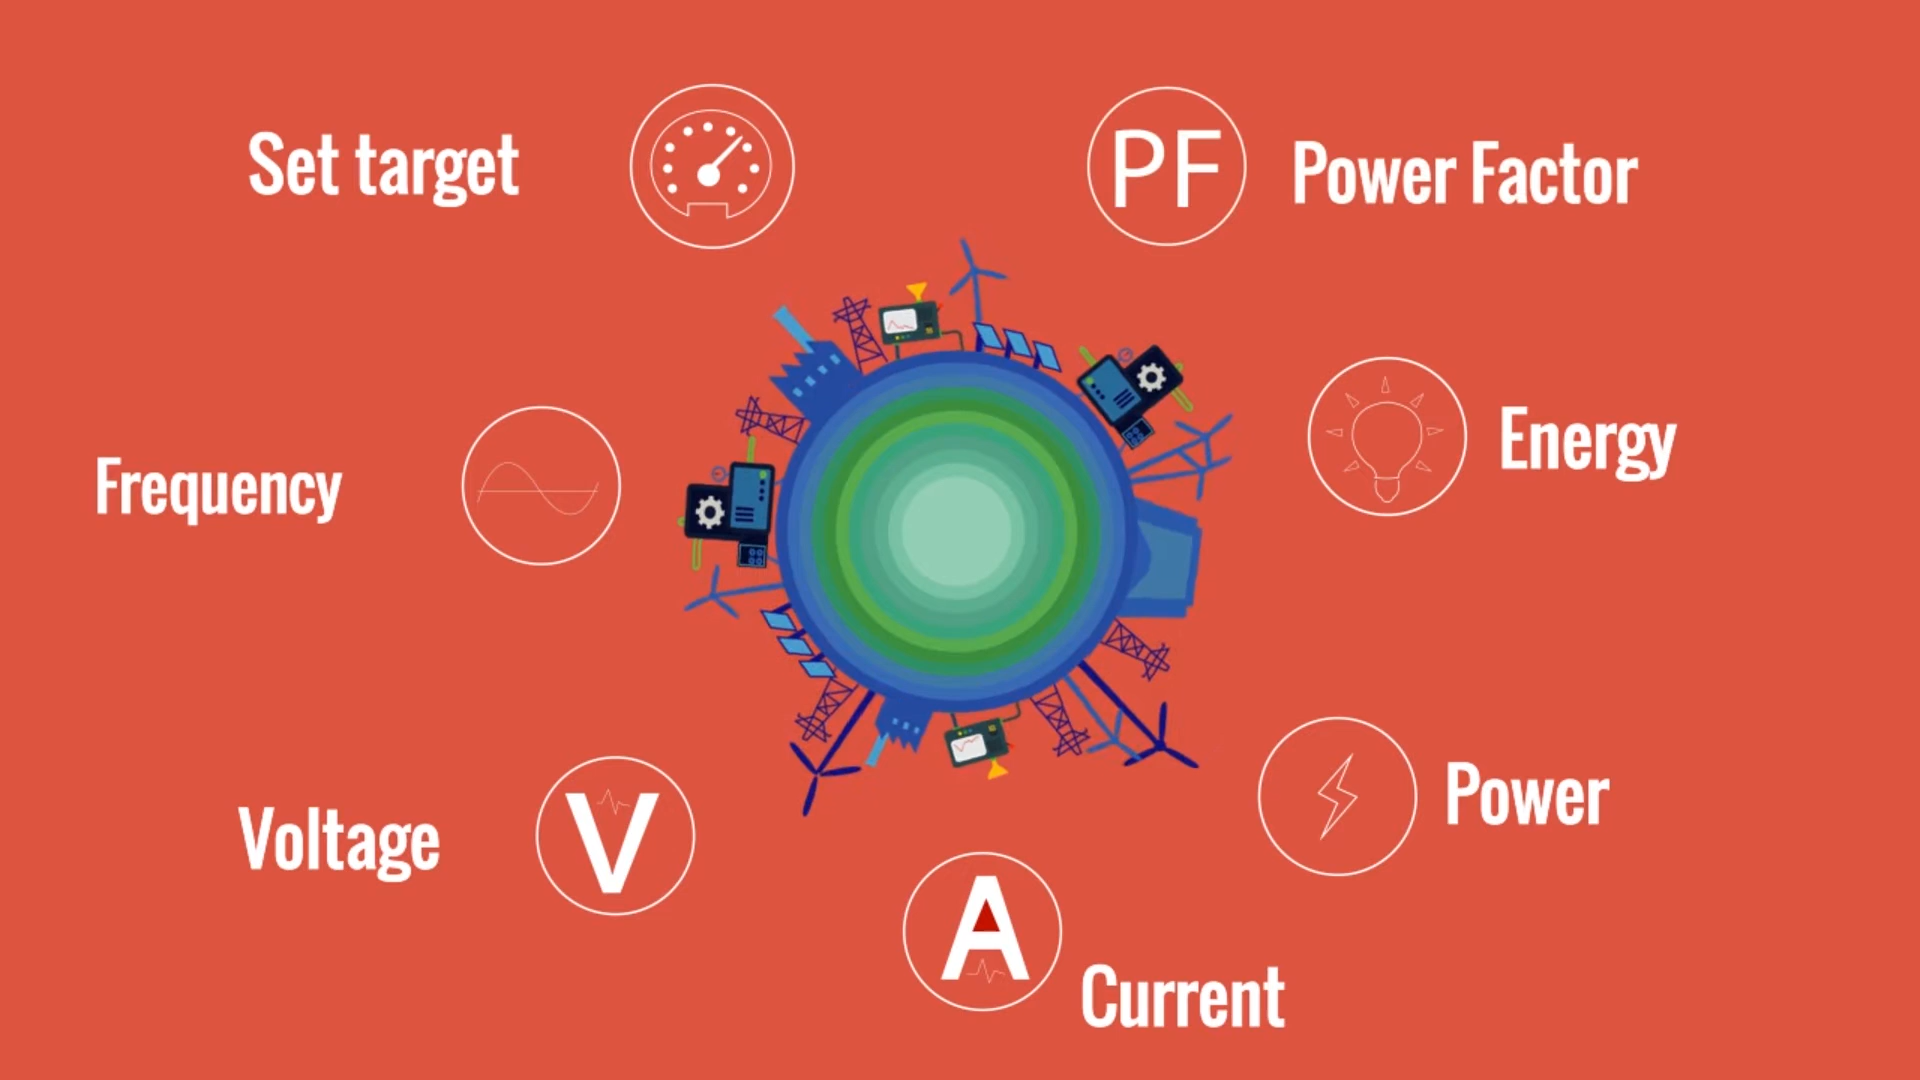 Set target
PF Power Factor
Energy
Frequency
Power
Voltage
V
A
Current